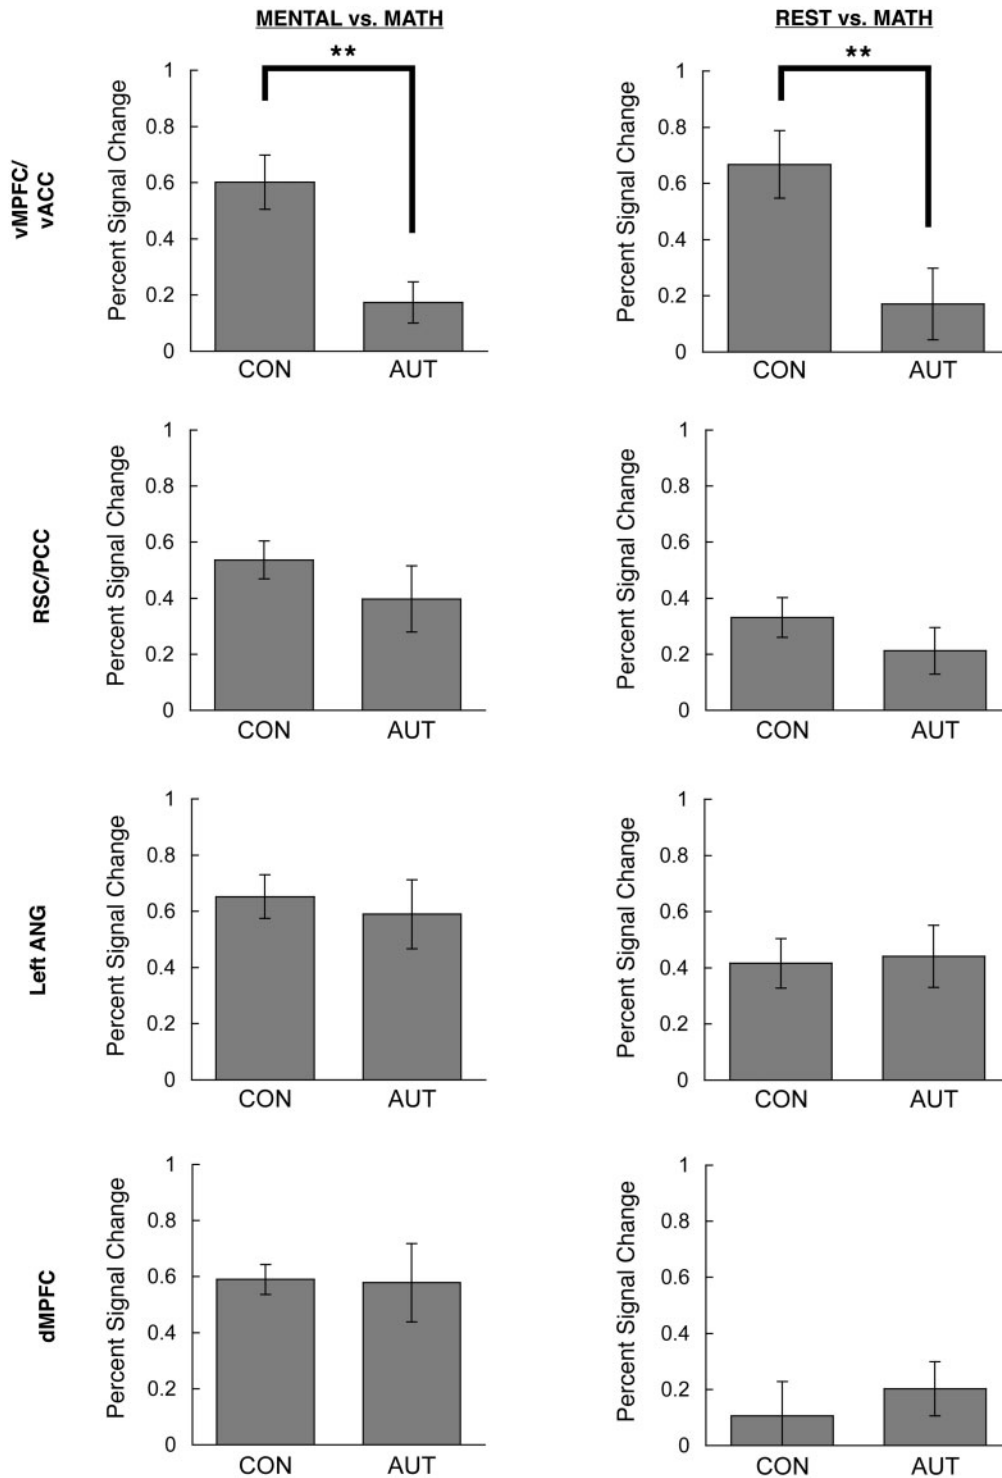 MENTAL vs. MATH
REST vs. MATH
vMPFC/
vACC
Percent Signal Change
1
0.8
0.6
0.4
0.2
0
**
CON
AUT
Percent Signal Change
1
0.8
0.6
0.4
0.2
0
**
CON
AUT
RSC/PCC
Percent Signal Change
1
0.8
0.6
0.4
0.2
0
CON
AUT
Percent Signal Change
1
0.8
0.6
0.4
0.2
0
CON
AUT
Left ANG
Percent Signal Change
1
0.8
0.6
0.4
0.2
0
CON
AUT
Percent Signal Change
1
0.8
0.6
0.4
0.2
0
CON
AUT
dMPFC
Percent Signal Change
1
0.8
0.6
0.4
0.2
0
CON
AUT
Percent Signal Change
1
0.8
0.6
0.4
0.2
0
CON
AUT